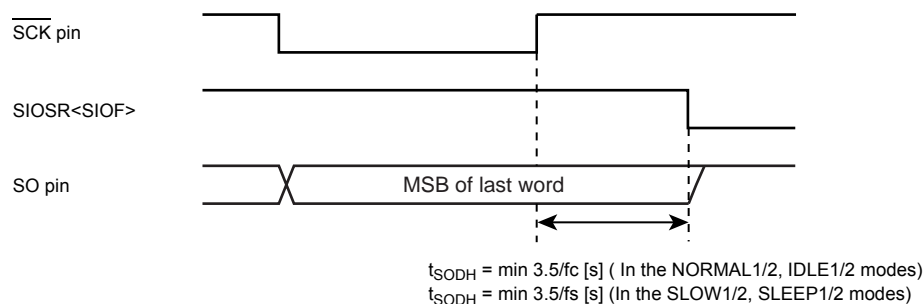 SCK pin
SIOSR<SIOF>
SO pin
MSB of last word
tSODH = min 3.5/fc [s] ( In the NORMAL1/2, IDLE1/2 modes)
tSODH = min 3.5/fs [s] (In the SLOW1/2, SLEEP1/2 modes)